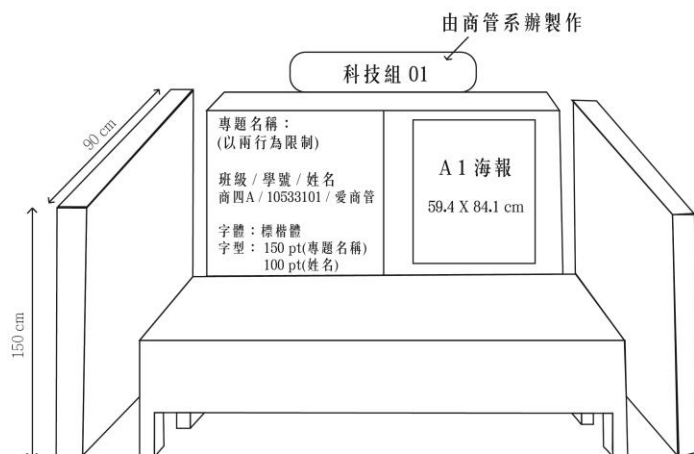 由商管系辦製作
科技組 01
專題名稱：
(以兩行為限制)
班級 / 學號 / 姓名
商四A / 10533101 / 愛商管
字體：標楷體
字型： 150 pt(專題名稱)
100 pt(姓名)
A 1 海報
59.4 X 84.1 cm
90 cm
150 cm